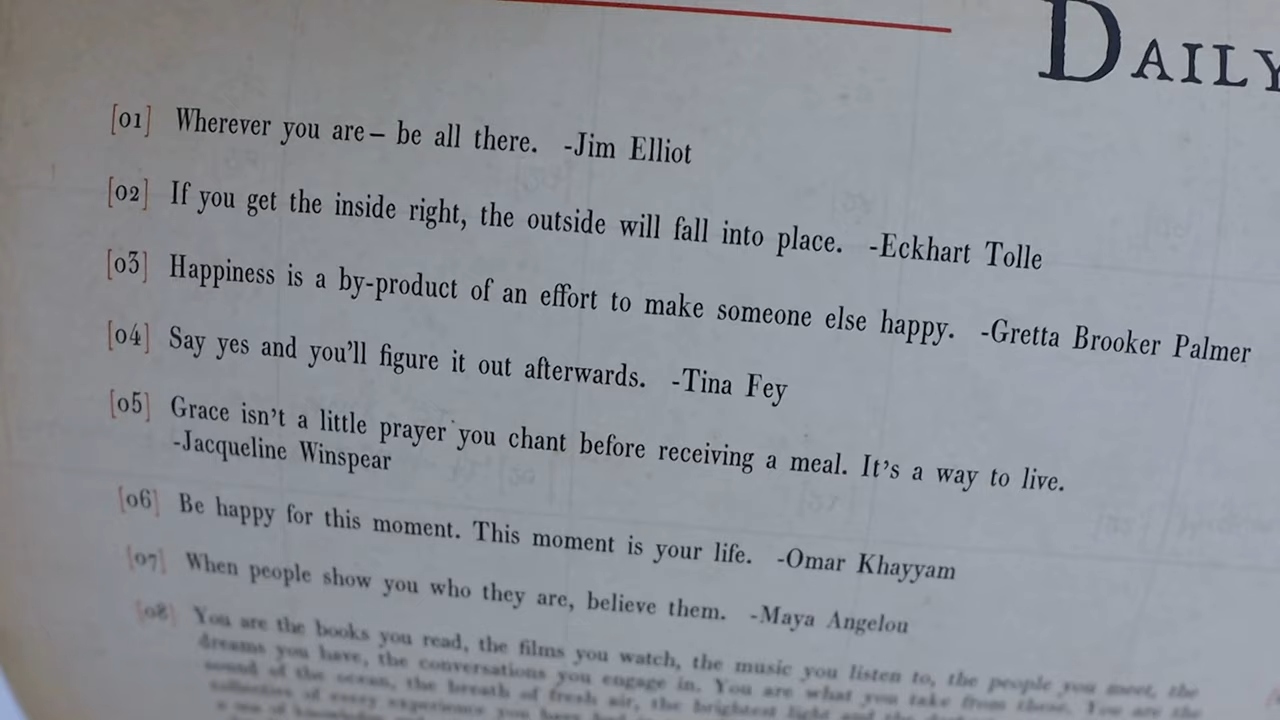 DAILY
[01] Wherever you are – be all there. -Jim Elliot
[02] If you get the inside right, the outside will fall into place. -Eckhart Tolle
[03] Happiness is a by-product of an effort to make someone else happy. -Gretta Brooker Palmer
[04] Say yes and you'll figure it out afterwards. -Tina Fey
[05] Grace isn't a little prayer you chant before receiving a meal. It's a way to live.
-Jacqueline Winspear
[06] Be happy for this moment. This moment is your life. -Omar Khayyam
[07] When people show you who they are, believe them. -Maya Angelou
[08] You are the books you read, the films you watch, the music you listen to, the people you meet, the
dreams you have, the conversations you engage in. You are what you take from these. You are the
sound of the ocean, the breath of fresh air, the brightest light and the
collection of every experience you have